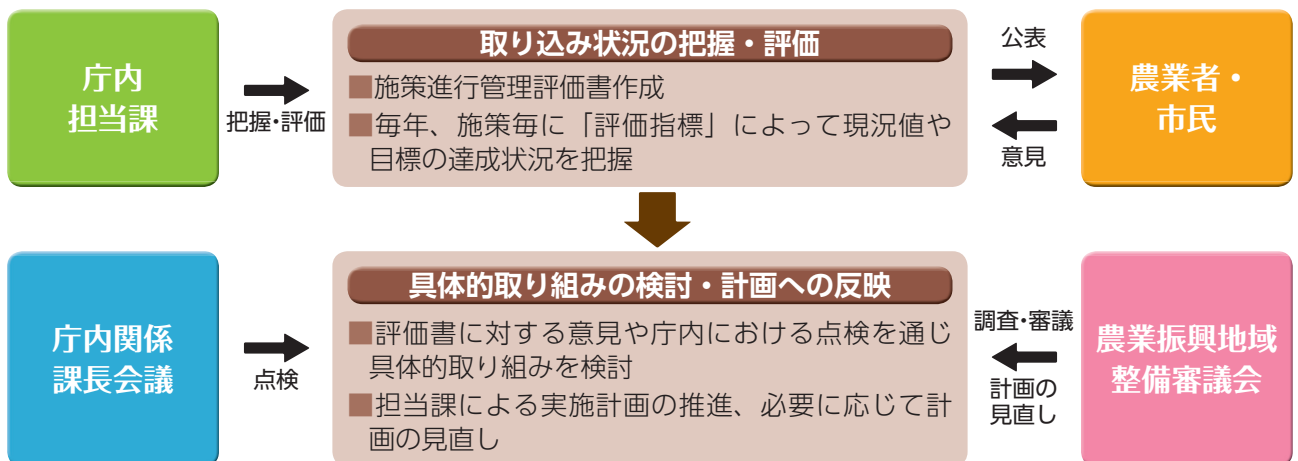 庁内
担当課
把握・評価
取り込み状況の把握・評価
■施策進行管理評価書作成
■毎年、施策毎に「評価指標」によって現況値や
目標の達成状況を把握
公表
意見
農業者・
市民
庁内関係
課長会議
点検
具体的取り組みの検討・計画への反映
■評価書に対する意見や庁内における点検を通じ
具体的取り組みを検討
■担当課による実施計画の推進、必要に応じて計
画の見直し
調査・審議
計画の
見直し
農業振興地域
整備審議会